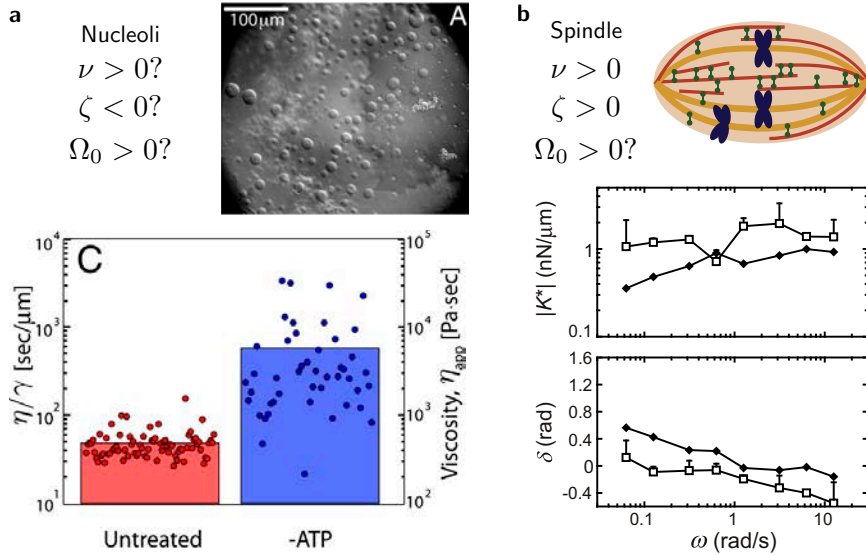 a
Nucleoli
ν > 0?
ζ < 0?
Ω₀ > 0?
100μm
A
b
Spindle
ν > 0
ζ > 0
Ω₀ > 0?
C
η/γ [sec/μm]
10⁴
10³
10²
10¹
10⁵
10⁴
10³
10²
Viscosity, η_app [Pa·sec]
Untreated
-ATP
|K*| (nN/μm)
1
0.1
δ (rad)
1.6
1.2
0.8
0.4
0
-0.4
0.1
1
10
ω (rad/s)